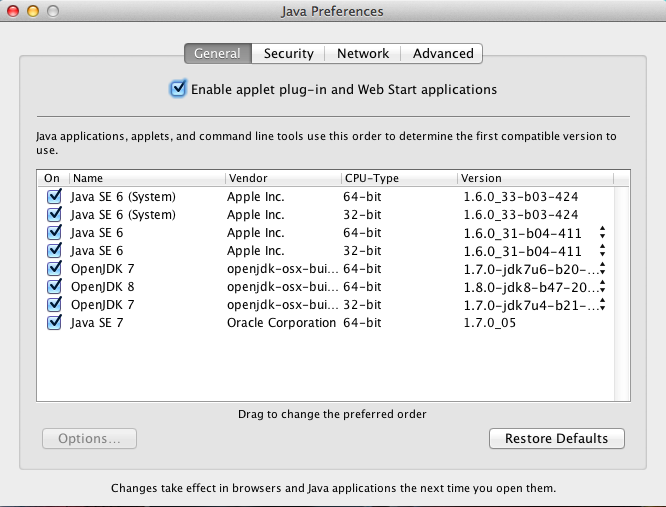 Java Preferences
General Security Network Advanced
Enable applet plug-in and Web Start applications
Java applications, applets, and command line tools use this order to determine the first compatible version to
use.
On Name Vendor CPU-Type Version
Java SE 6 (System) Apple Inc. 64-bit 1.6.0_33-b03-424
Java SE 6 (System) Apple Inc. 32-bit 1.6.0_33-b03-424
Java SE 6 Apple Inc. 64-bit 1.6.0_31-b04-411
Java SE 6 Apple Inc. 32-bit 1.6.0_31-b04-411
OpenJDK 7 openjdk-osx-bui... 64-bit 1.7.0-jdk7u6-b20-...
OpenJDK 8 openjdk-osx-bui... 64-bit 1.8.0-jdk8-b47-20...
OpenJDK 7 openjdk-osx-bui... 32-bit 1.7.0-jdk7u4-b21-...
Java SE 7 Oracle Corporation 64-bit 1.7.0_05
Drag to change the preferred order
Options... Restore Defaults
Changes take effect in browsers and Java applications the next time you open them.